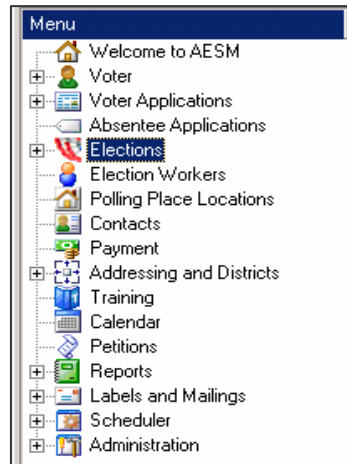 Menu
Welcome to AESM
Voter
Voter Applications
Absentee Applications
Elections
Election Workers
Polling Place Locations
Contacts
Payment
Addressing and Districts
Training
Calendar
Petitions
Reports
Labels and Mailings
Scheduler
Administration